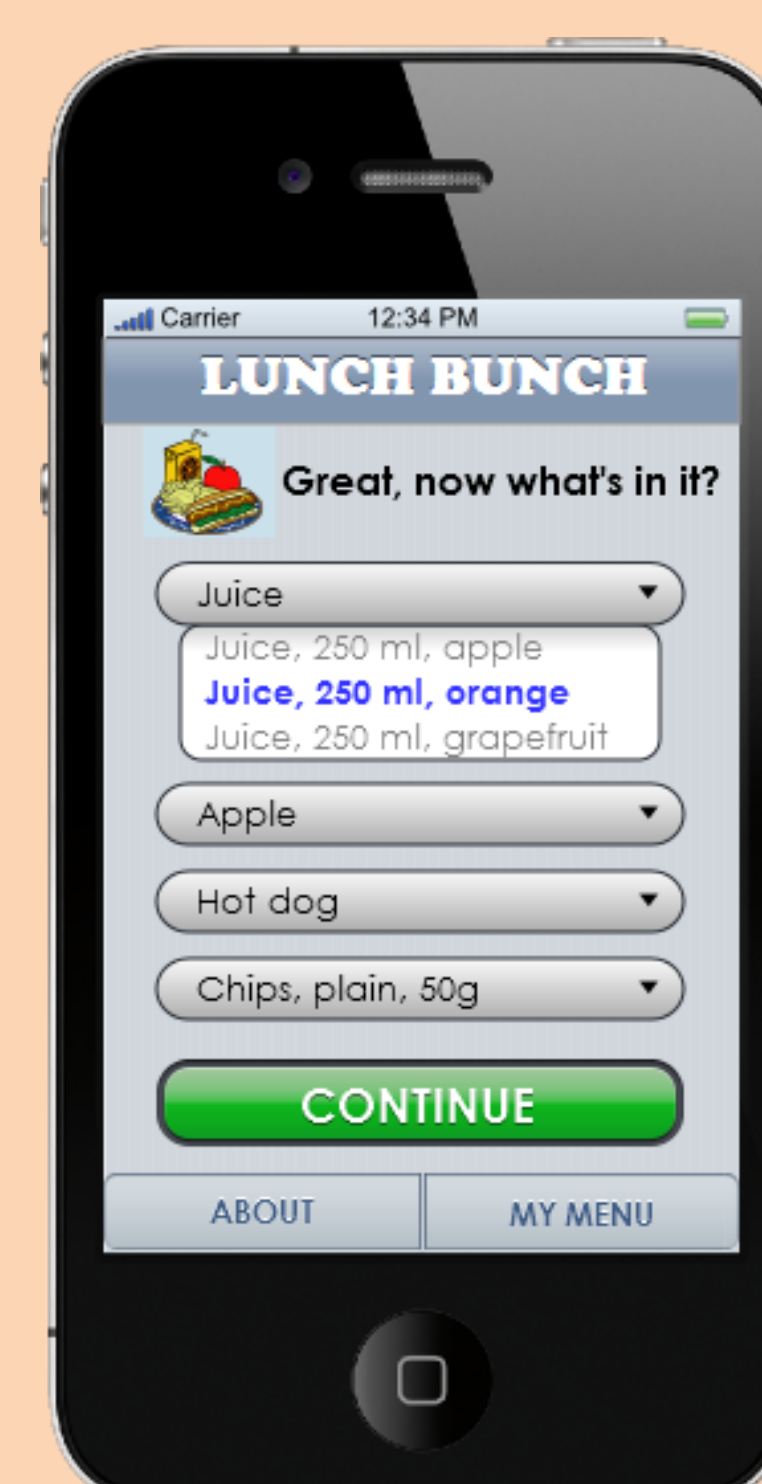 Carrier 12:34 PM
LUNCH BUNCH
Great, now what's in it?
Juice
Juice, 250 ml, apple
Juice, 250 ml, orange
Juice, 250 ml, grapefruit
Apple
Hot dog
Chips, plain, 50g
CONTINUE
ABOUT MY MENU